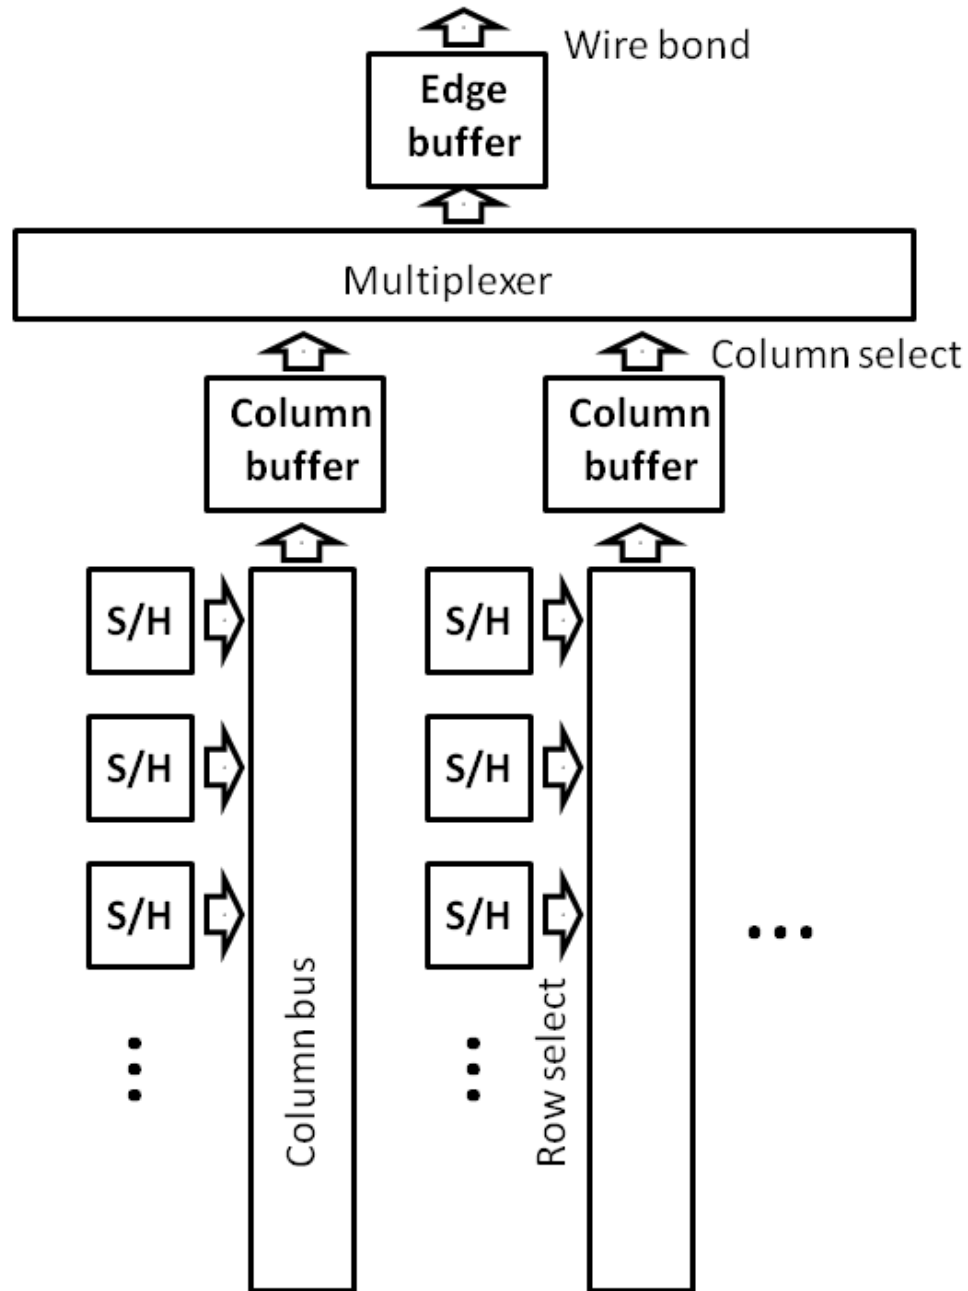 Wire bond
Edge
buffer
Multiplexer
Column select
Column
buffer
Column
buffer
S/H
S/H
S/H
S/H
S/H
S/H
Column bus
Row select